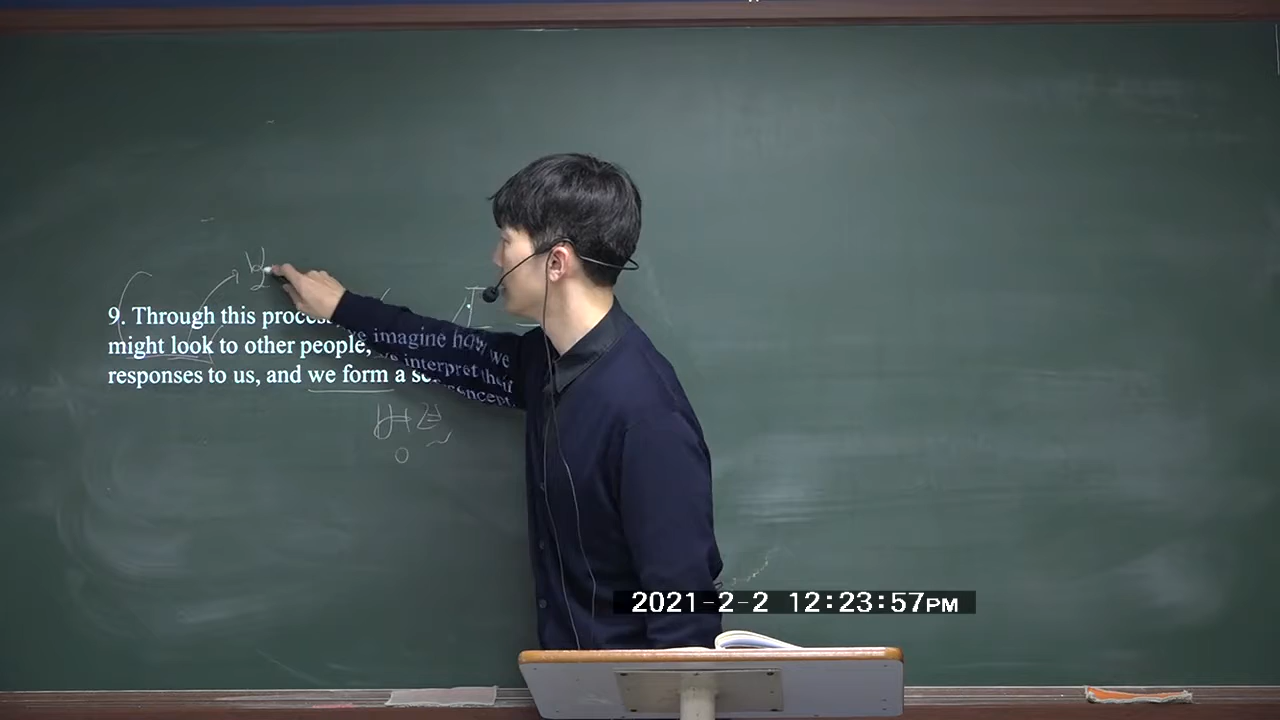 9. Through this process, we imagine how we
might look to other people, we interpret their
responses to us, and we form a self-concept.
2021-2-2 12:23:57PM